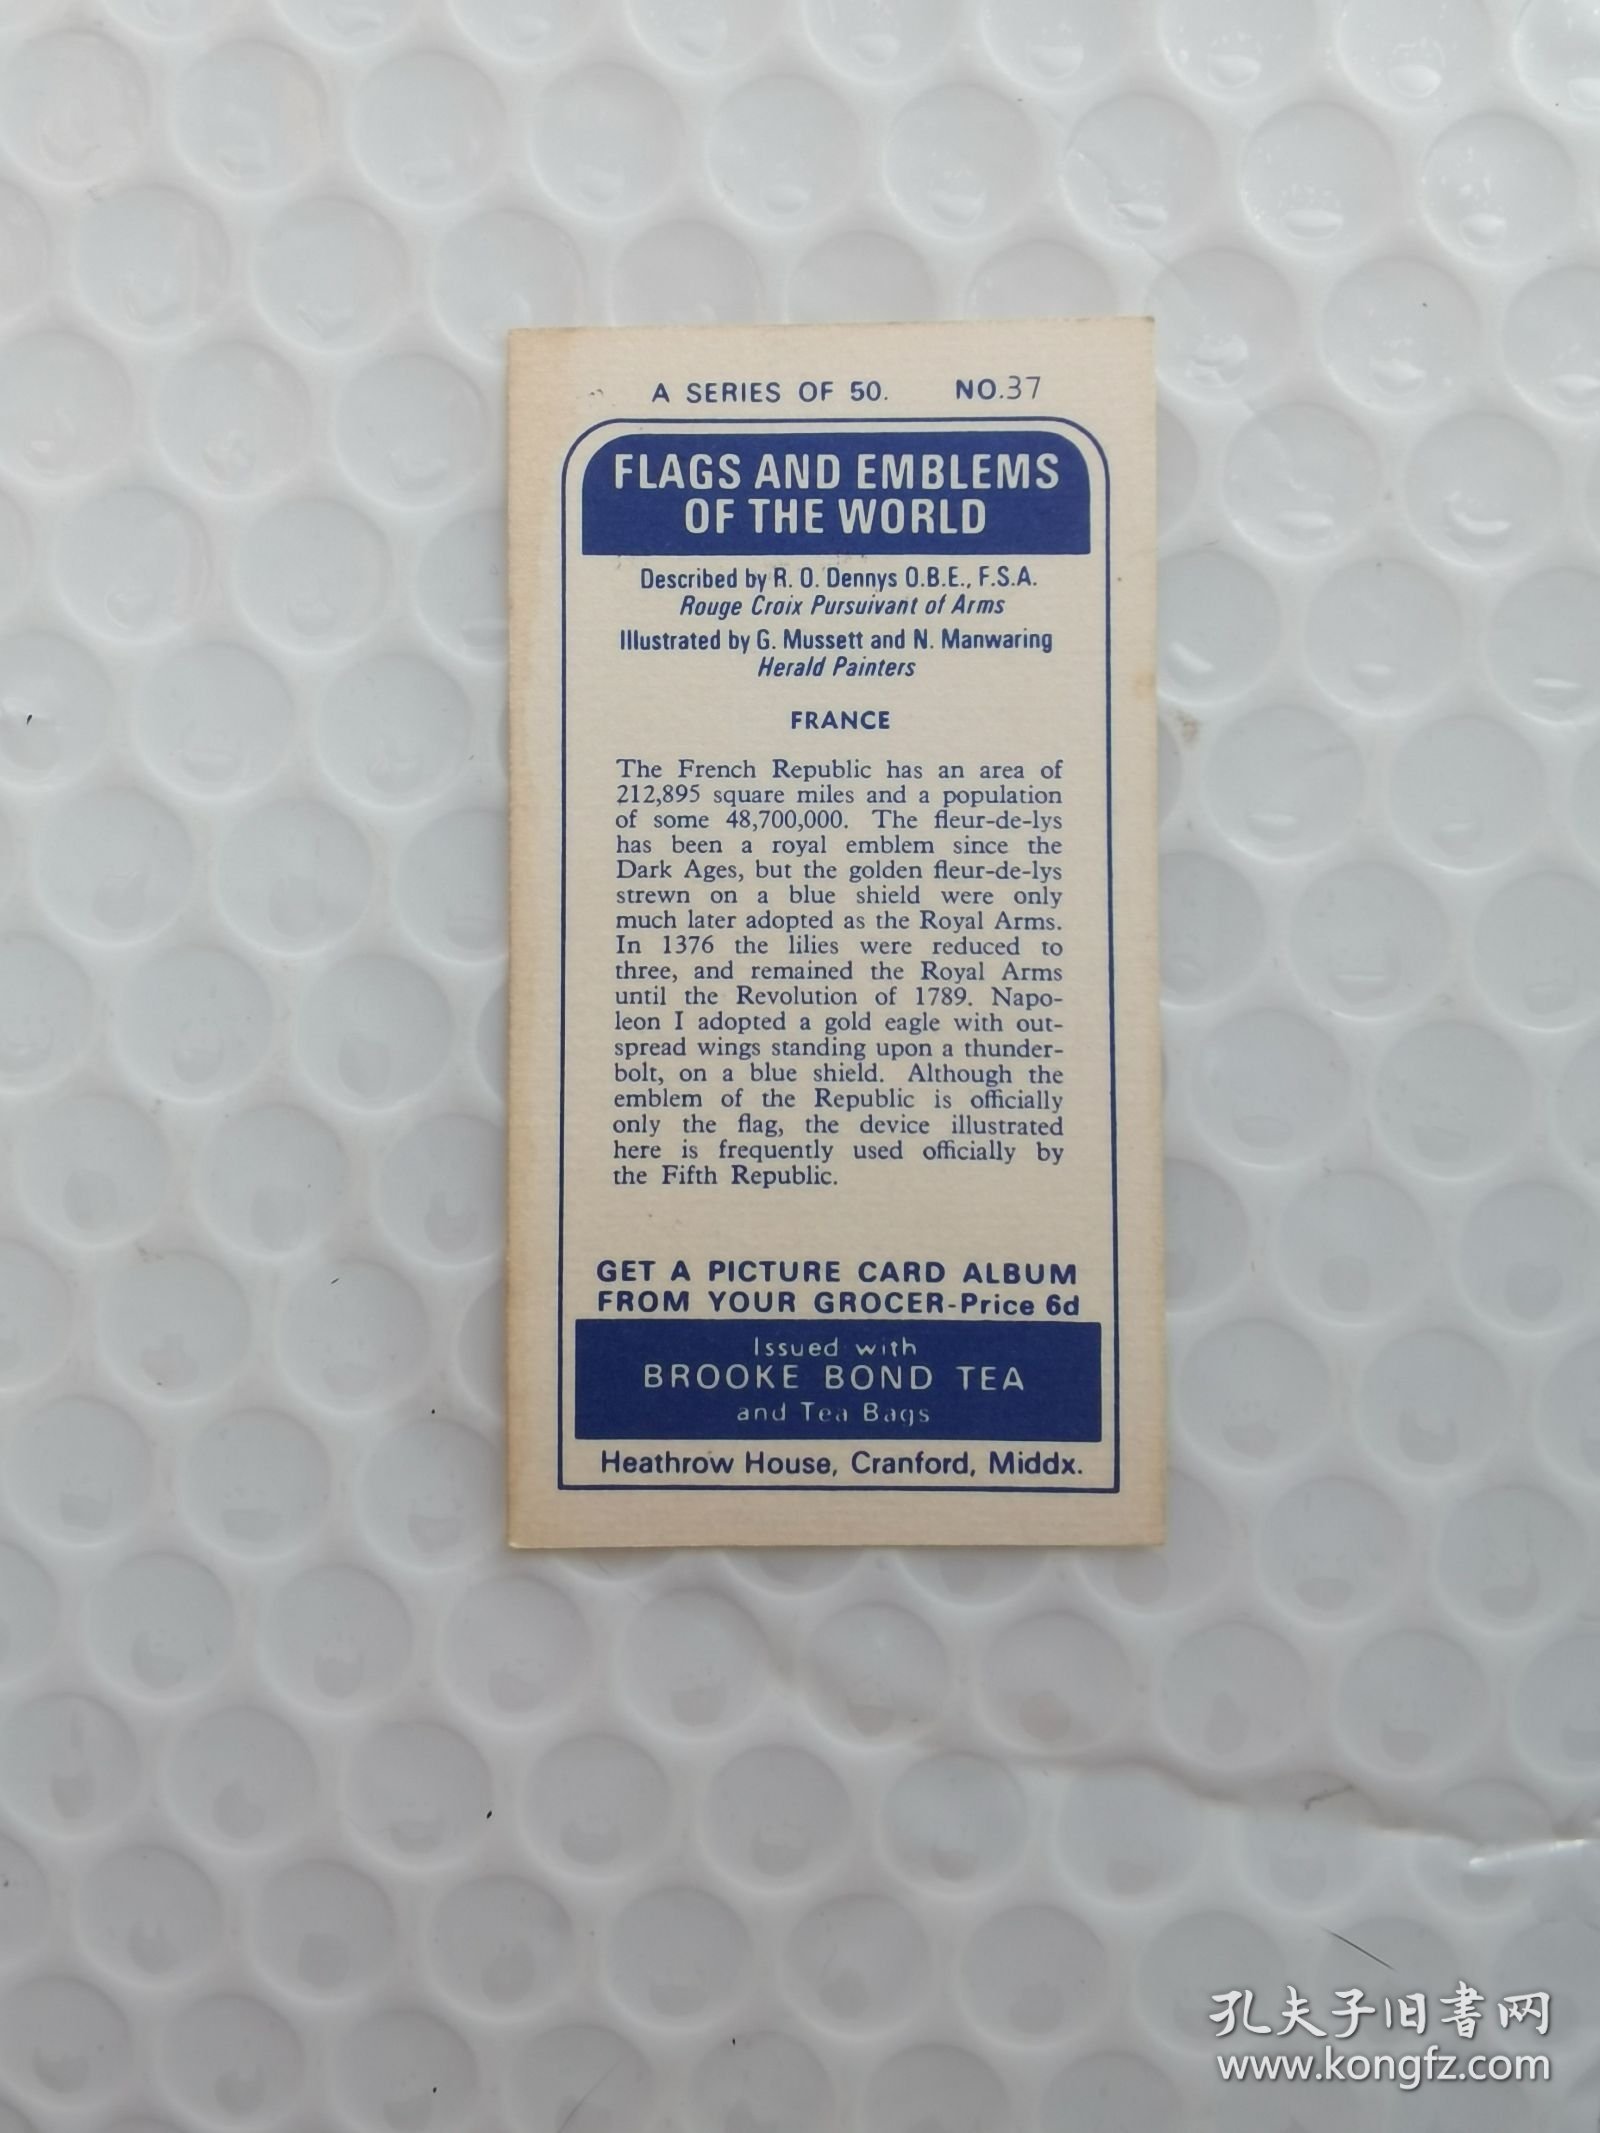 A SERIES OF 50. NO.37
FLAGS AND EMBLEMS
OF THE WORLD
Described by R. O. Dennys O.B.E., F.S.A.
Rouge Croix Pursuivant of Arms
Illustrated by G. Mussett and N. Manwaring
Herald Painters
FRANCE
The French Republic has an area of
212,895 square miles and a population
of some 48,700,000. The fleur-de-lys
has been a royal emblem since the
Dark Ages, but the golden fleur-de-lys
strewn on a blue shield were only
much later adopted as the Royal Arms.
In 1376 the lilies were reduced to
three, and remained the Royal Arms
until the Revolution of 1789. Napo-
leon I adopted a gold eagle with out-
spread wings standing upon a thunder-
bolt, on a blue shield. Although the
emblem of the Republic is officially
only the flag, the device illustrated
here is frequently used officially by
the Fifth Republic.
GET A PICTURE CARD ALBUM
FROM YOUR GROCER-Price 6d
Issued with
BROOKE BOND TEA
and Tea Bags
Heathrow House, Cranford, Middx.
孔夫子旧书网
www.kongfz.com